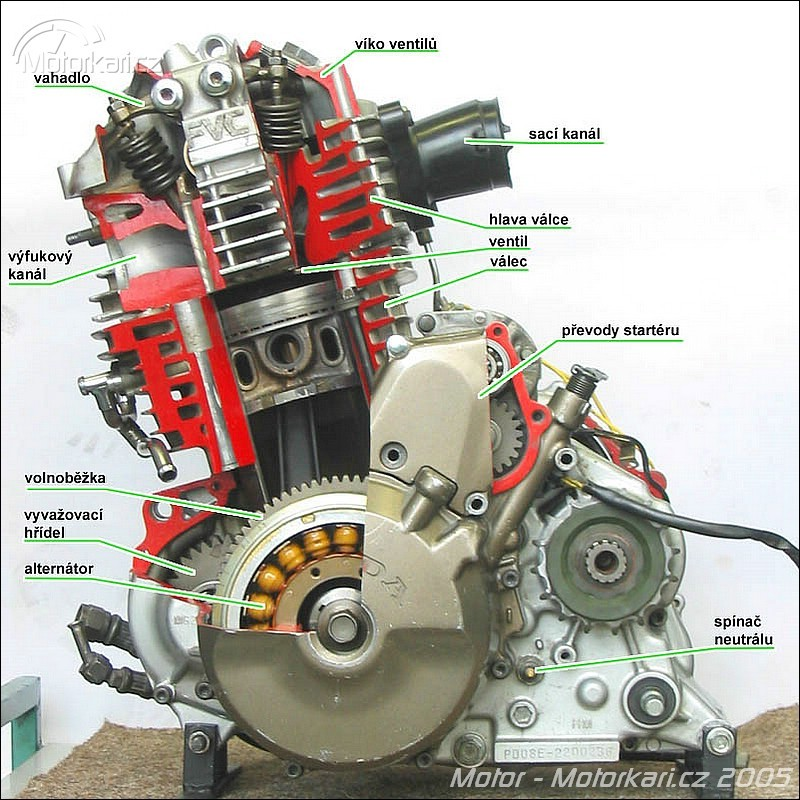 Motorkari.cz
víko ventilů
vahadlo
sací kanál
hlava válce
výfukový
kanál
ventil
válec
převody startéru
volnoběžka
vyvažovací
hřídel
alternátor
spínač
neutrálu
Motor - Motorkari.cz 2005